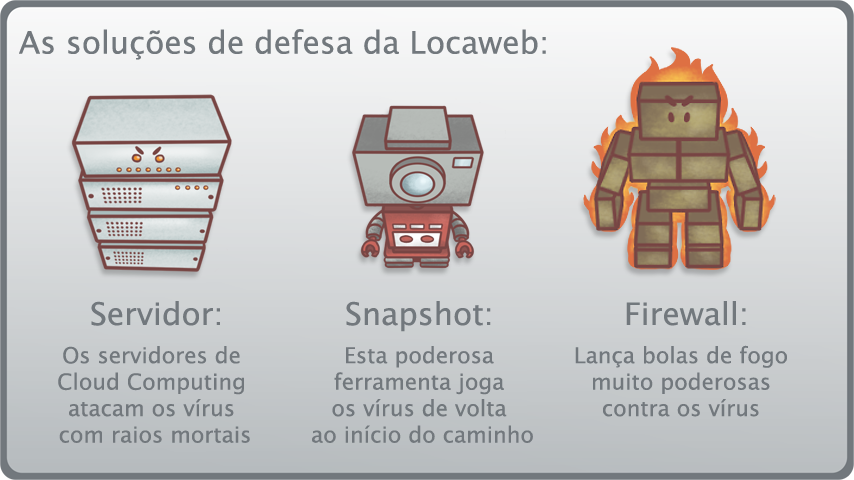 As soluções de defesa da Locaweb:
Servidor:
Os servidores de
Cloud Computing
atacam os vírus
com raios mortais
Snapshot:
Esta poderosa
ferramenta joga
os vírus de volta
ao início do caminho
Firewall:
Lança bolas de fogo
muito poderosas
contra os vírus